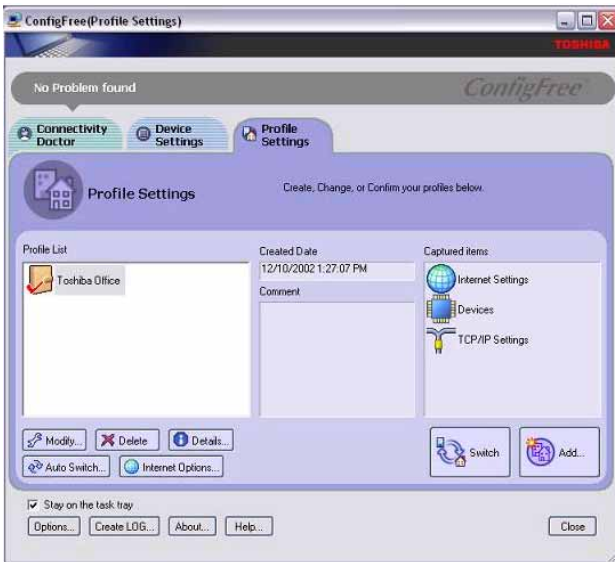 ConfigFree(Profile Settings)
TOSHIBA
No Problem found
ConfigFree
Connectivity
Doctor
Device
Settings
Profile
Settings
Profile Settings
Create, Change, or Confirm your profiles below.
Profile List
Toshiba Office
Created Date
12/10/2002 1:27:07 PM
Comment
Captured items
Internet Settings
Devices
TCP/IP Settings
Modify...
Delete
Details...
Auto Switch...
Internet Options...
Switch
Add...
Stay on the task tray
Options...
Create LOG...
About...
Help...
Close